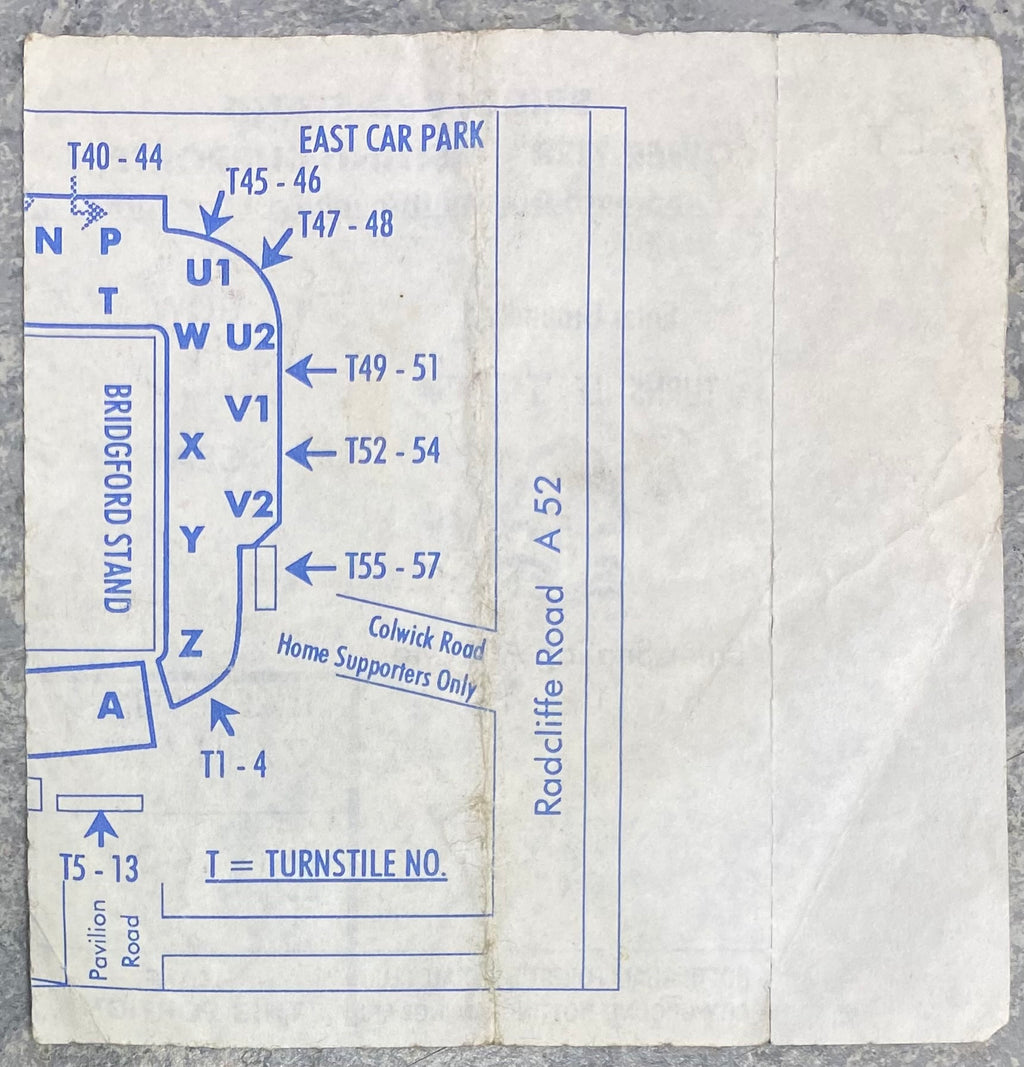 EAST CAR PARK
T40 - 44
T45 - 46
T47 - 48
N P
U1
T
W U2
T49 - 51
V1
X
T52 - 54
BRIDGFORD STAND
V2
Y
T55 - 57
Radcliffe Road A 52
Colwick Road
Home Supporters Only
Z
A
T1 - 4
T5 - 13
T = TURNSTILE NO.
Pavilion
Road